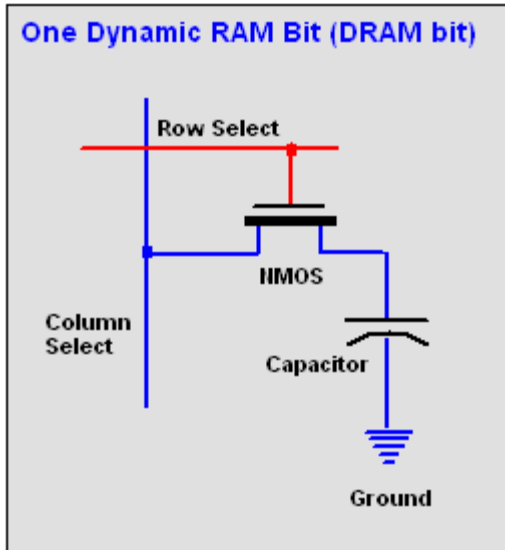 One Dynamic RAM Bit (DRAM bit)
Row Select
NMOS
Column
Select
Capacitor
Ground